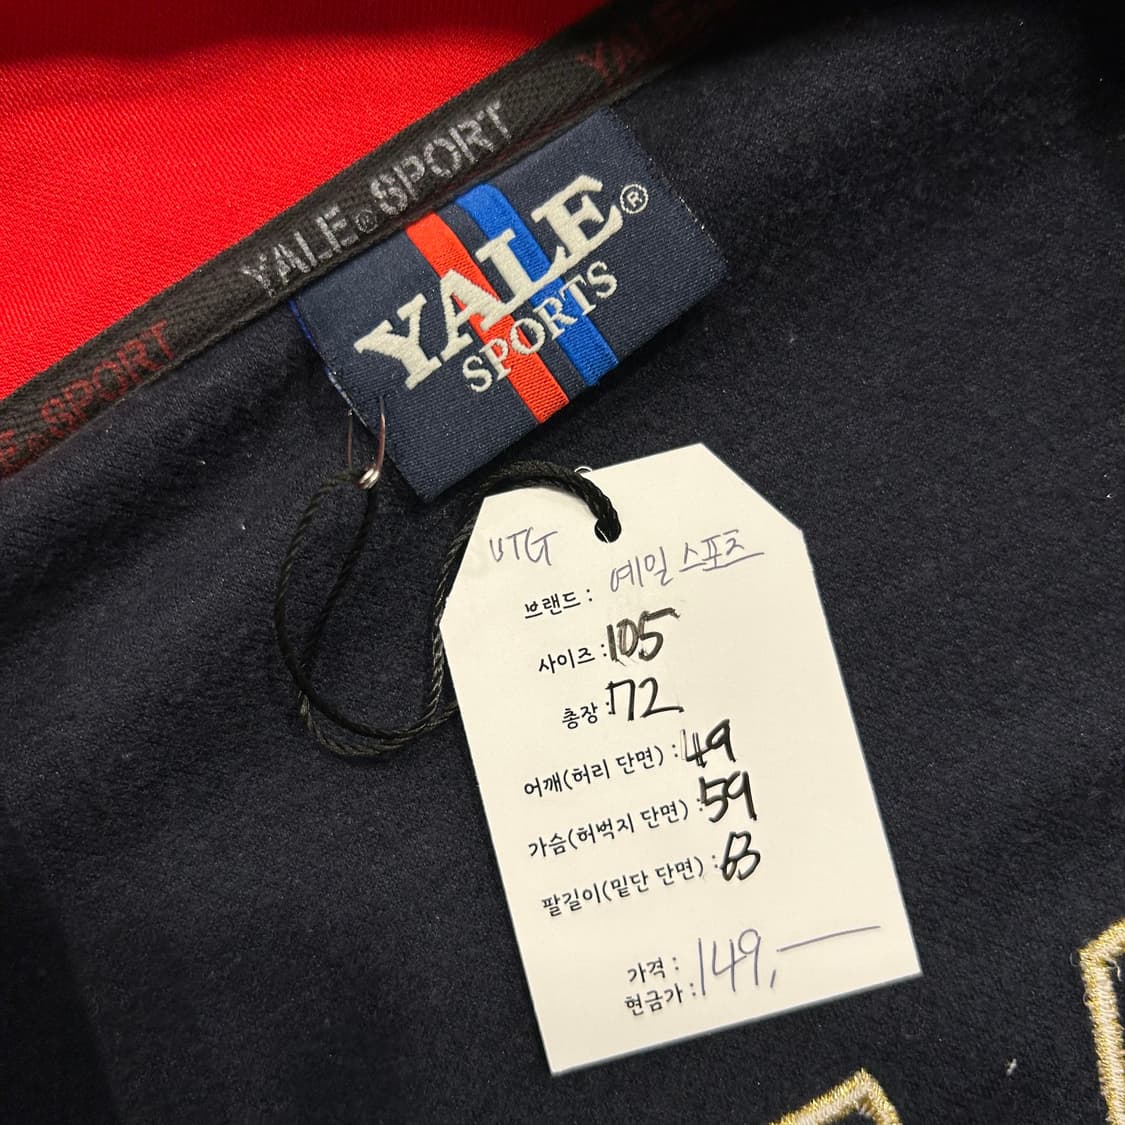 YALE® SPORT
SPORT
YALE®
SPORTS
VTG
브랜드 : 예일 스포츠
사이즈 : 105
총장 : 72
어깨(허리 단면) : 49
가슴(허벅지 단면) : 59
팔길이(밑단 단면) : 63
가격 :
현금가 : 149,—